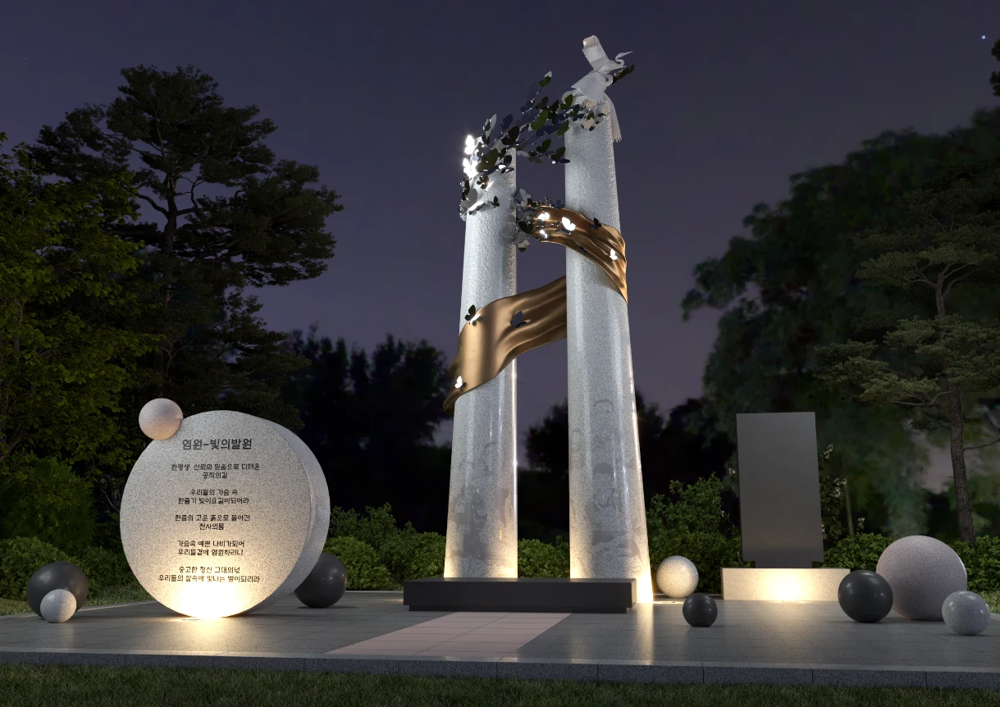 염원-빛의발원
한평생 신뢰와 믿음으로 디뎌온
공직의길
우리들의 가슴 속
한줄기 빛이요길이되어라
한줌의 고운 흙으로 돌아간
천사의몸
가슴속 예쁜 나비가되어
우리들곁에 염원하리니
숭고한 정신 그대의넋
우리들의 삶속에 빛나는 별이되리라